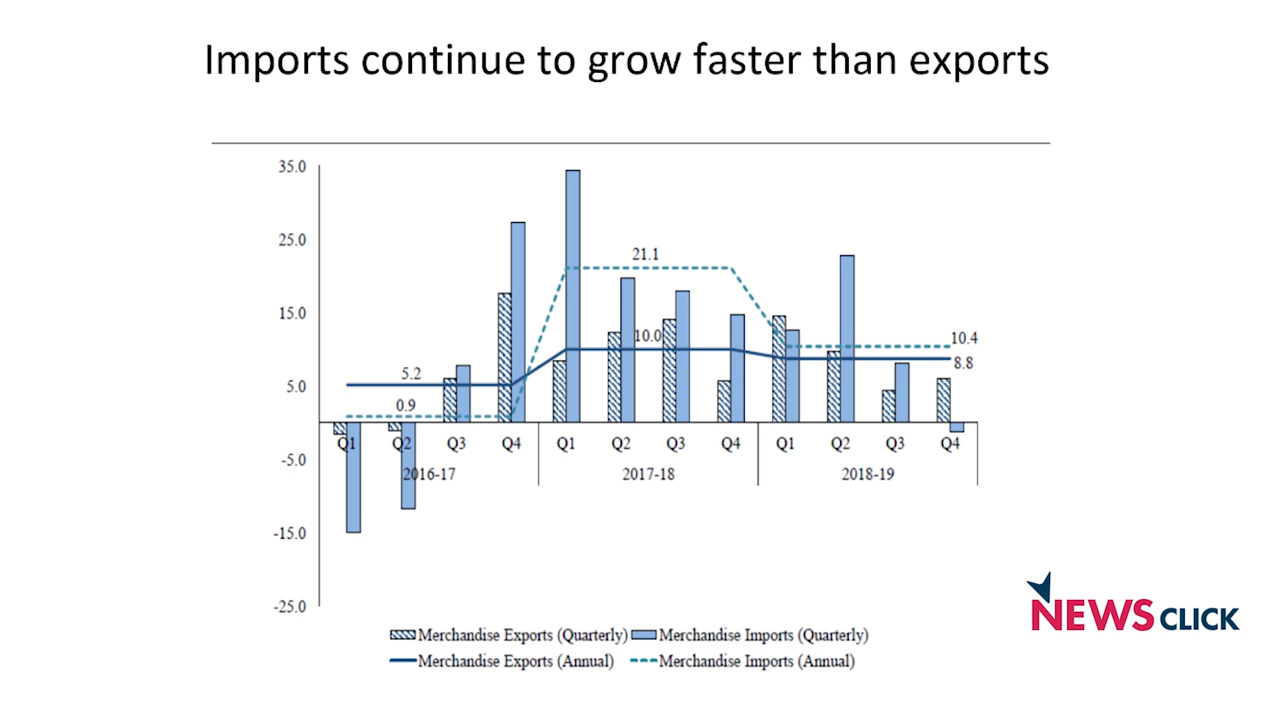 Imports continue to grow faster than exports
35.0
25.0
15.0
5.0
-5.0
-15.0
-25.0
21.1
10.0
5.2
0.9
10.4
8.8
Q1 Q2 Q3 Q4 Q1 Q2 Q3 Q4 Q1 Q2 Q3 Q4
2016-17 2017-18 2018-19
Merchandise Exports (Quarterly) Merchandise Imports (Quarterly)
Merchandise Exports (Annual) Merchandise Imports (Annual)
NEWS CLICK